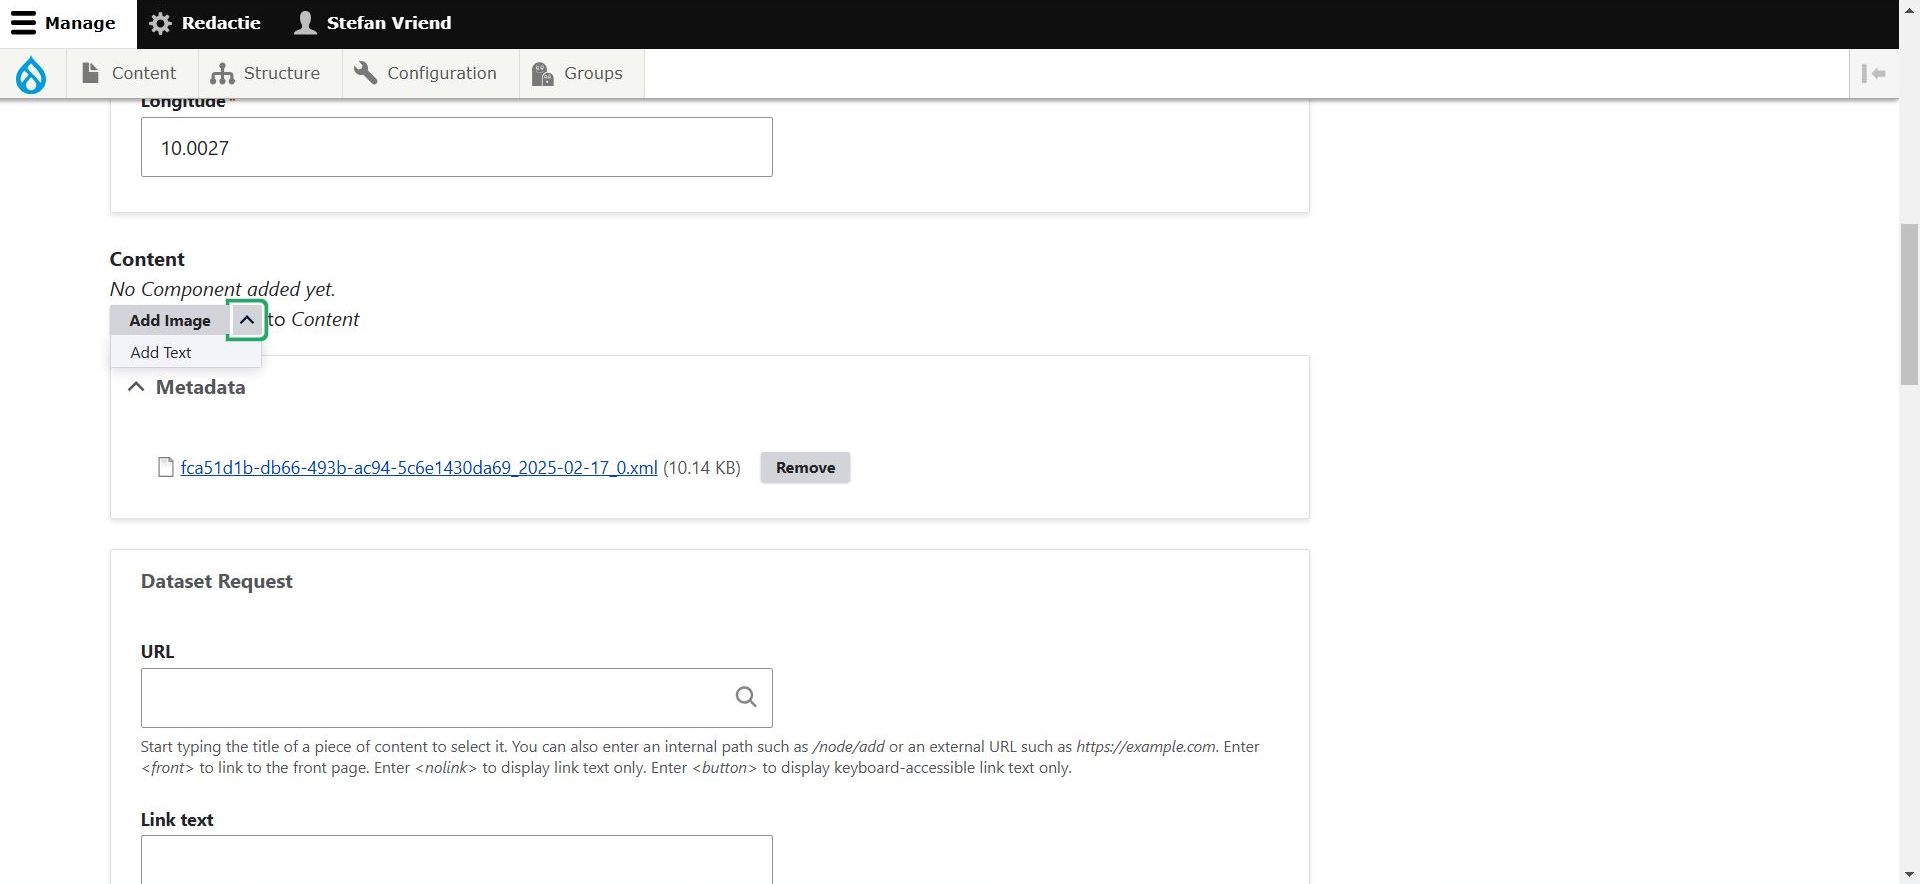 Manage
Redactie
Stefan Vriend
Content
Structure
Configuration
Groups
Longitude*
10.0027
Content
No Component added yet.
Add Image
to Content
Add Text
Metadata
fca51d1b-db66-493b-ac94-5c6e1430da69_2025-02-17_0.xml (10.14 KB)
Remove
Dataset Request
URL
Start typing the title of a piece of content to select it. You can also enter an internal path such as /node/add or an external URL such as https://example.com. Enter
<front> to link to the front page. Enter <nolink> to display link text only. Enter <button> to display keyboard-accessible link text only.
Link text